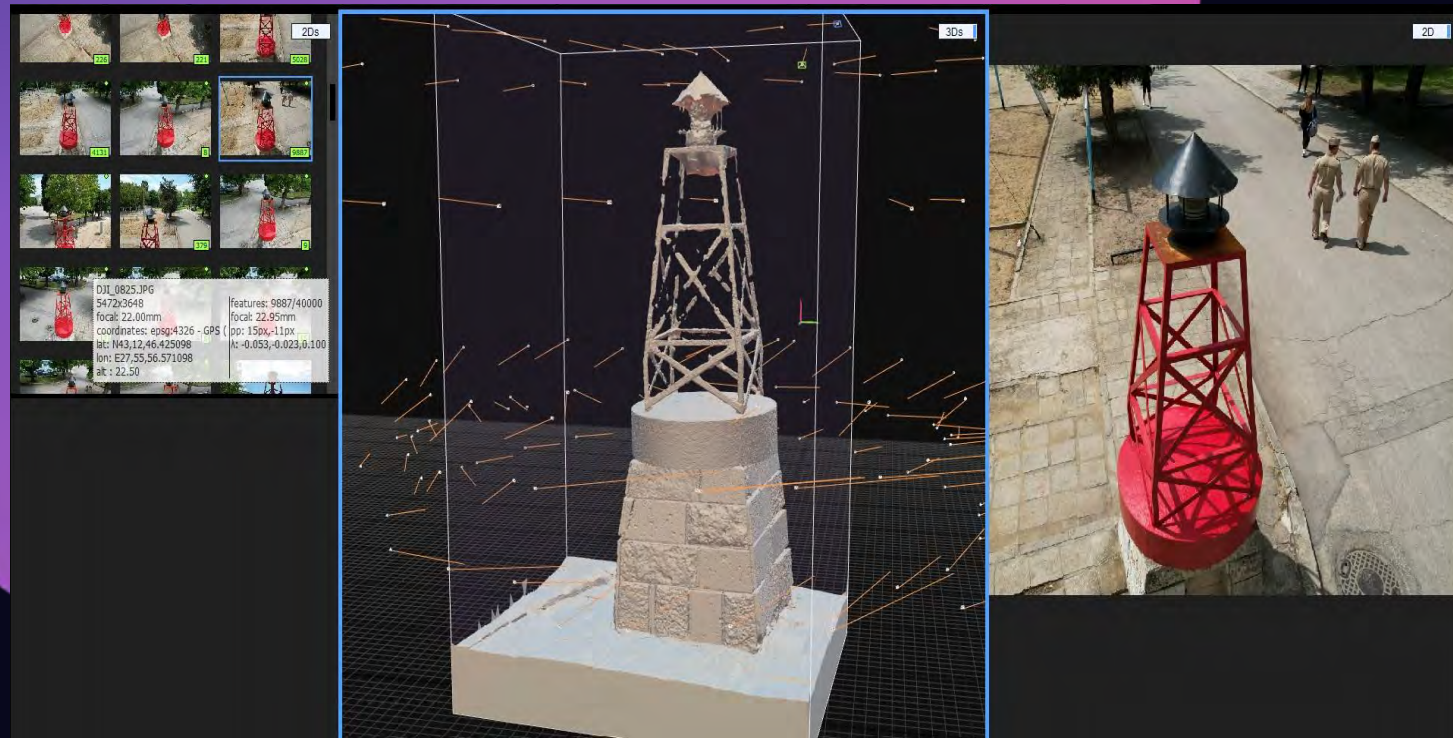 2Ds
226
221
5028
4131
8
9887
379
9
DJI_0825.JPG
5472x3648
focal: 22.00mm
coordinates: epsg:4326 - GPS (
lat: N43,12,46.425098
lon: E27,55,56.571098
alt : 22.50
features: 9887/40000
focal: 22.95mm
pp: 15px,-11px
λ: -0.053,-0.023,0.100
3Ds
2D